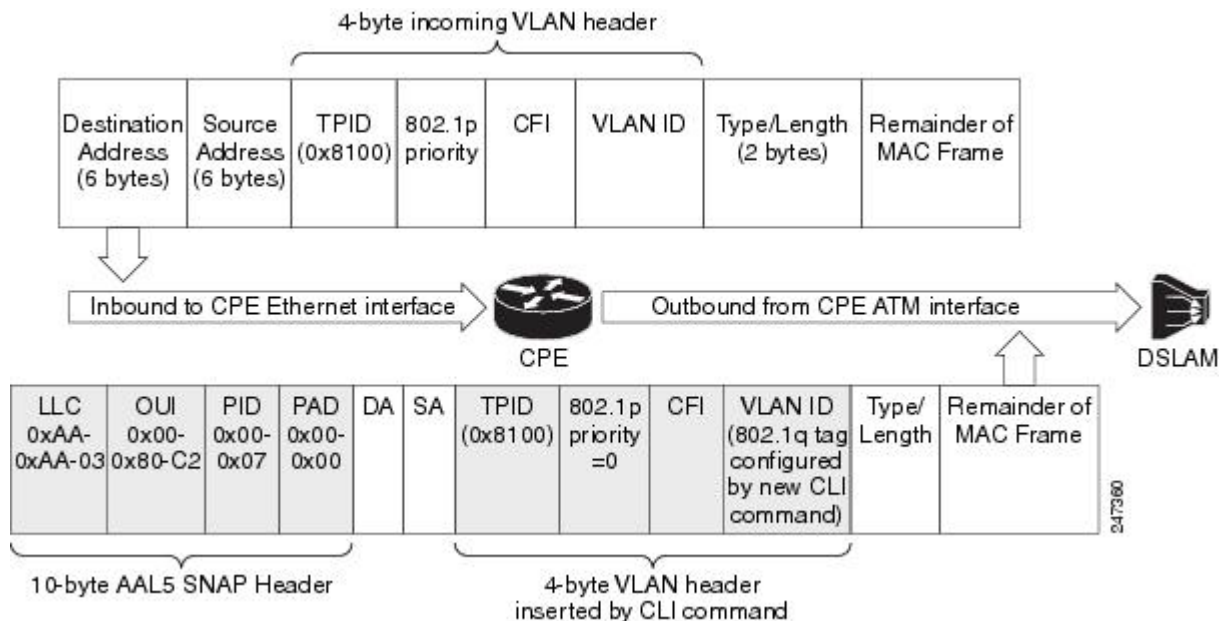 4-byte incoming VLAN header
Destination
Address
(6 bytes)
Source
Address
(6 bytes)
TPID
(0x8100)
802.1p
priority
CFI
VLAN ID
Type/Length
(2 bytes)
Remainder of
MAC Frame
Inbound to CPE Ethernet interface
CPE
Outbound from CPE ATM interface
DSLAM
LLC
0xAA-
0xAA-03
OUI
0x00-
0x80-C2
PID
0x00-
0x07
PAD
0x00-
0x00
DA
SA
TPID
(0x8100)
802.1p
priority
=0
CFI
VLAN ID
(802.1q tag
configured
by new CLI
command)
Type/
Length
Remainder of
MAC Frame
247360
10-byte AAL5 SNAP Header
4-byte VLAN header
inserted by CLI command